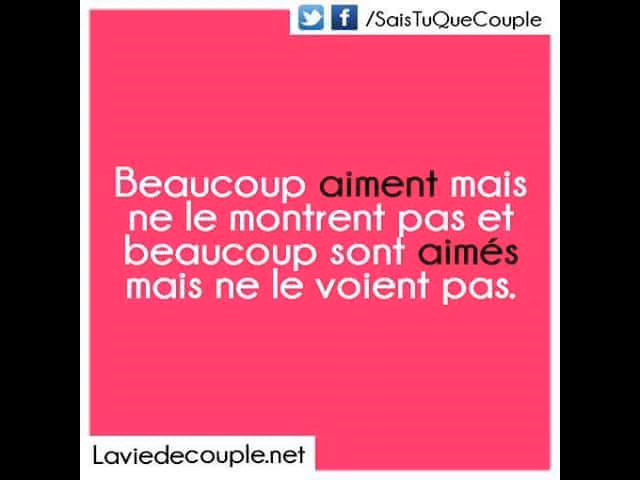 /SaisTuQueCouple
Beaucoup aiment mais
ne le montrent pas et
beaucoup sont aimés
mais ne le voient pas.
Laviedecouple.net